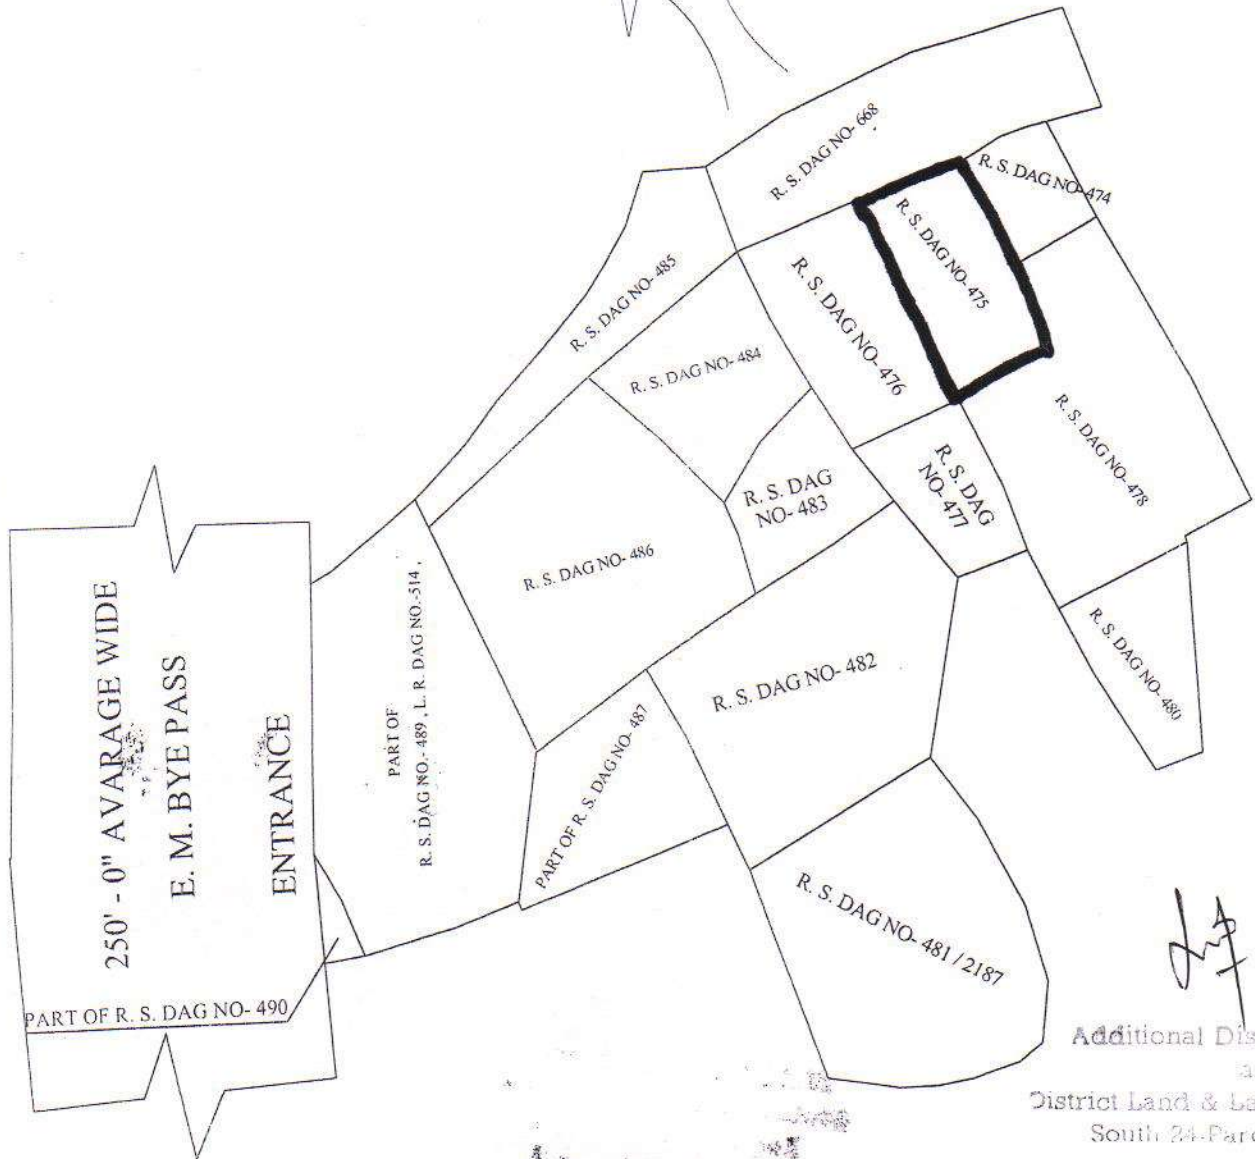 R. S. DAG NO- 668
R. S. DAG NO- 474
R. S. DAG NO- 475
R. S. DAG NO- 485
R. S. DAG NO- 476
R. S. DAG NO- 484
R. S. DAG NO- 478
R. S. DAG
NO- 483
R. S. DAG
NO- 477
R. S. DAG NO- 486
PART OF
R. S. DAG NO.- 489 , L. R. DAG NO.-514 ,
250' - 0" AVARAGE WIDE
E. M. BYE PASS
ENTRANCE
R. S. DAG NO- 480
R. S. DAG NO- 482
PART OF R. S. DAG NO- 487
R. S. DAG NO- 481 / 2187
PART OF R. S. DAG NO- 490
Additional Dis
District Land & La
South 24-Parg